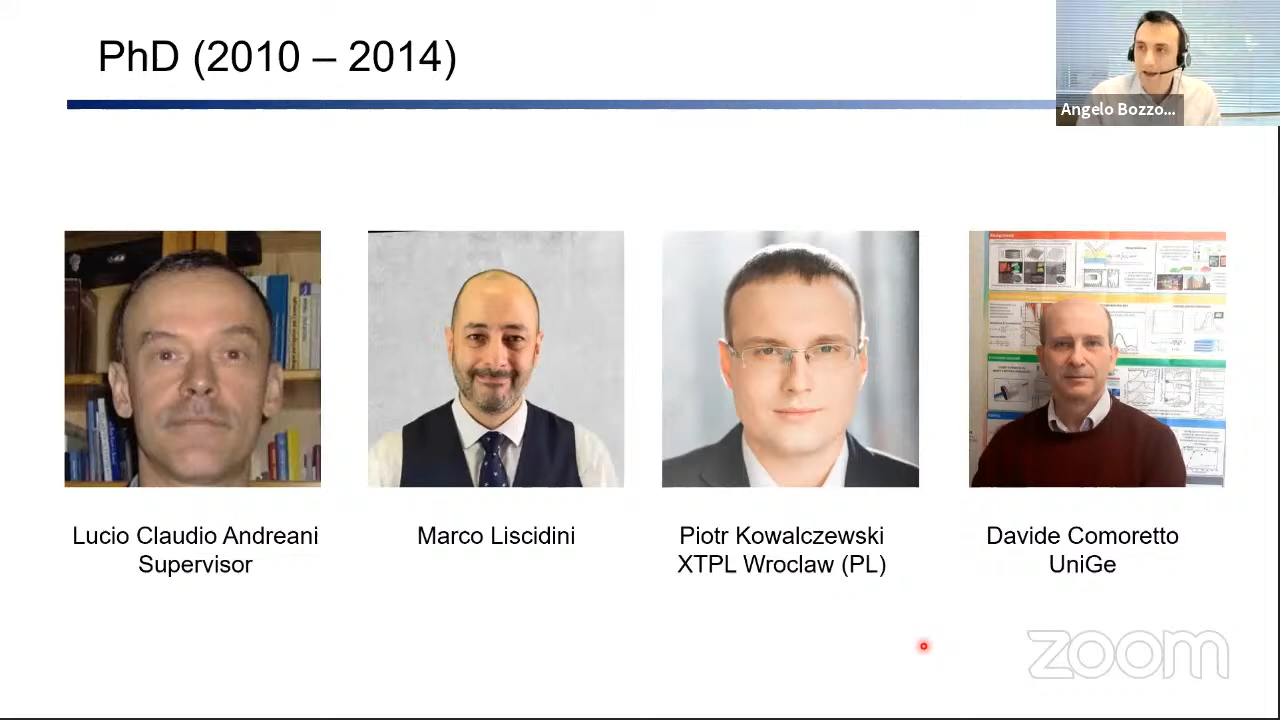 PhD (2010 – 2014)
Angelo Bozzo...
Lucio Claudio Andreani
Supervisor
Marco Liscidini
Piotr Kowalczewski
XTPL Wroclaw (PL)
Davide Comoretto
UniGe
zoom